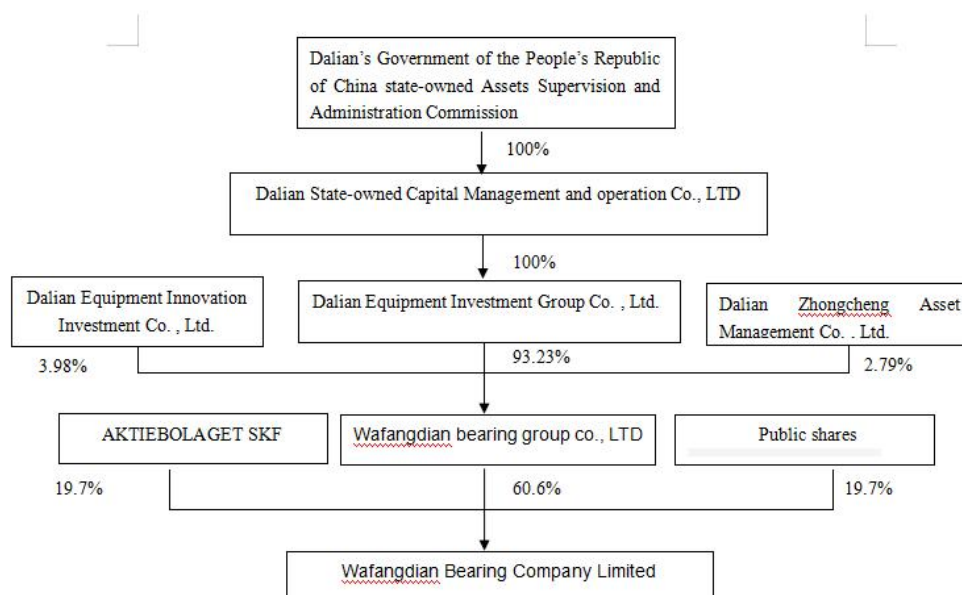 Dalian's Government of the People's Republic
of China state-owned Assets Supervision and
Administration Commission
100%
Dalian State-owned Capital Management and operation Co., LTD
100%
Dalian Equipment Innovation
Investment Co. , Ltd.
Dalian Equipment Investment Group Co. , Ltd.
Dalian Zhongcheng Asset
Management Co. , Ltd.
3.98%
93.23%
2.79%
AKTIEBOLAGET SKF
Wafangdian bearing group co., LTD
Public shares
19.7%
60.6%
19.7%
Wafangdian Bearing Company Limited